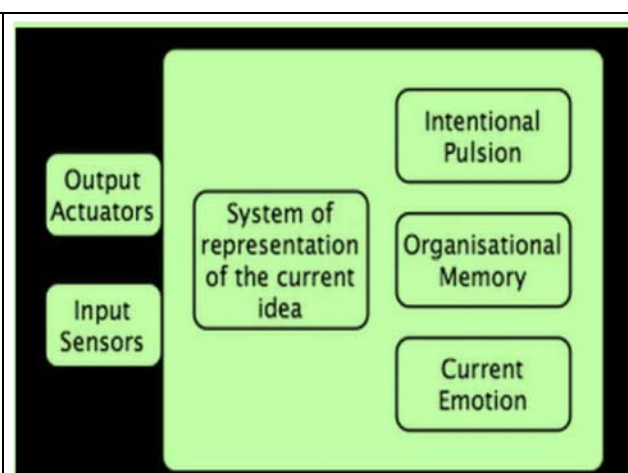 Output
Actuators
Input
Sensors
System of
representation
of the current
idea
Intentional
Pulsion
Organisational
Memory
Current
Emotion